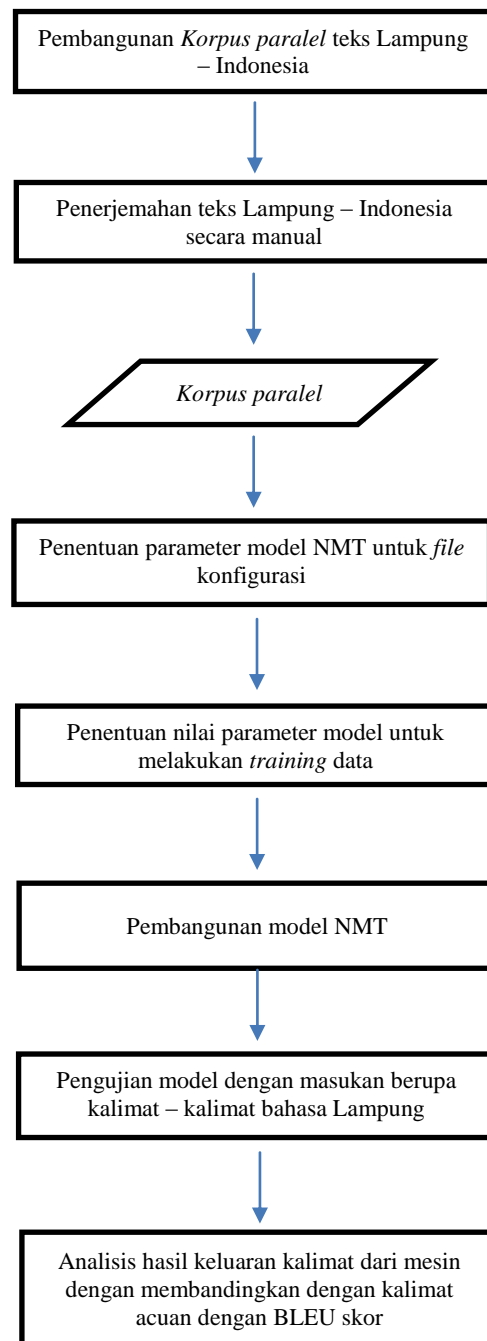 Pembangunan Korpus paralel teks Lampung
– Indonesia
Penerjemahan teks Lampung – Indonesia
secara manual
Korpus paralel
Penentuan parameter model NMT untuk file
konfigurasi
Penentuan nilai parameter model untuk
melakukan training data
Pembangunan model NMT
Pengujian model dengan masukan berupa
kalimat – kalimat bahasa Lampung
Analisis hasil keluaran kalimat dari mesin
dengan membandingkan dengan kalimat
acuan dengan BLEU skor